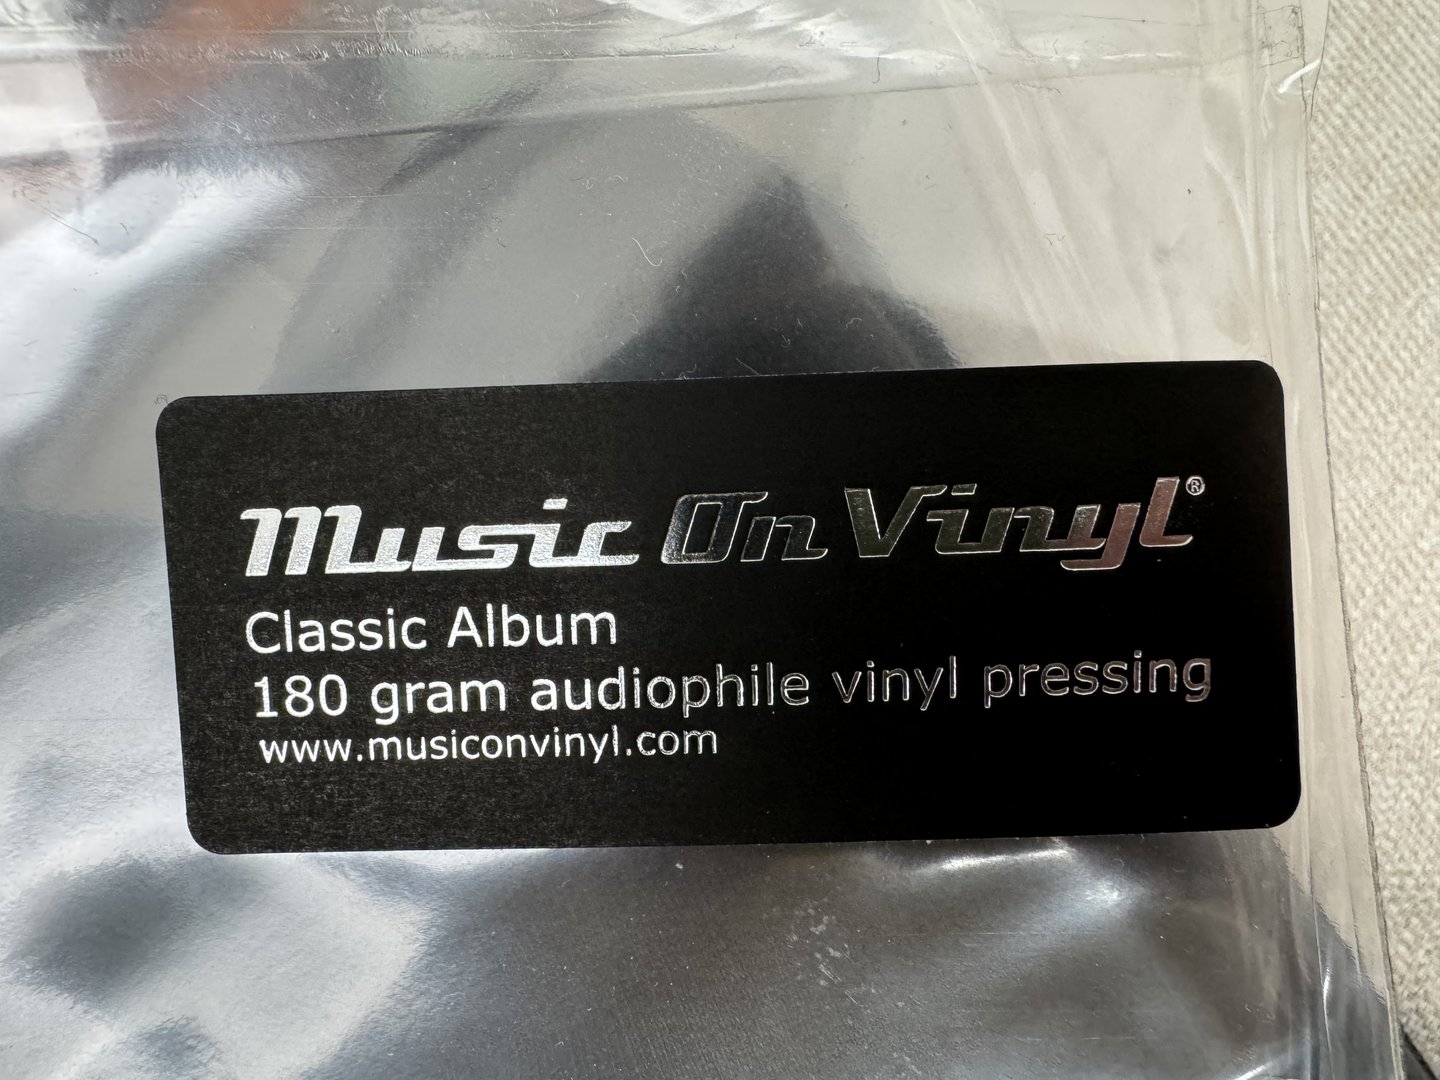 Music On Vinyl®
Classic Album
180 gram audiophile vinyl pressing
www.musiconvinyl.com